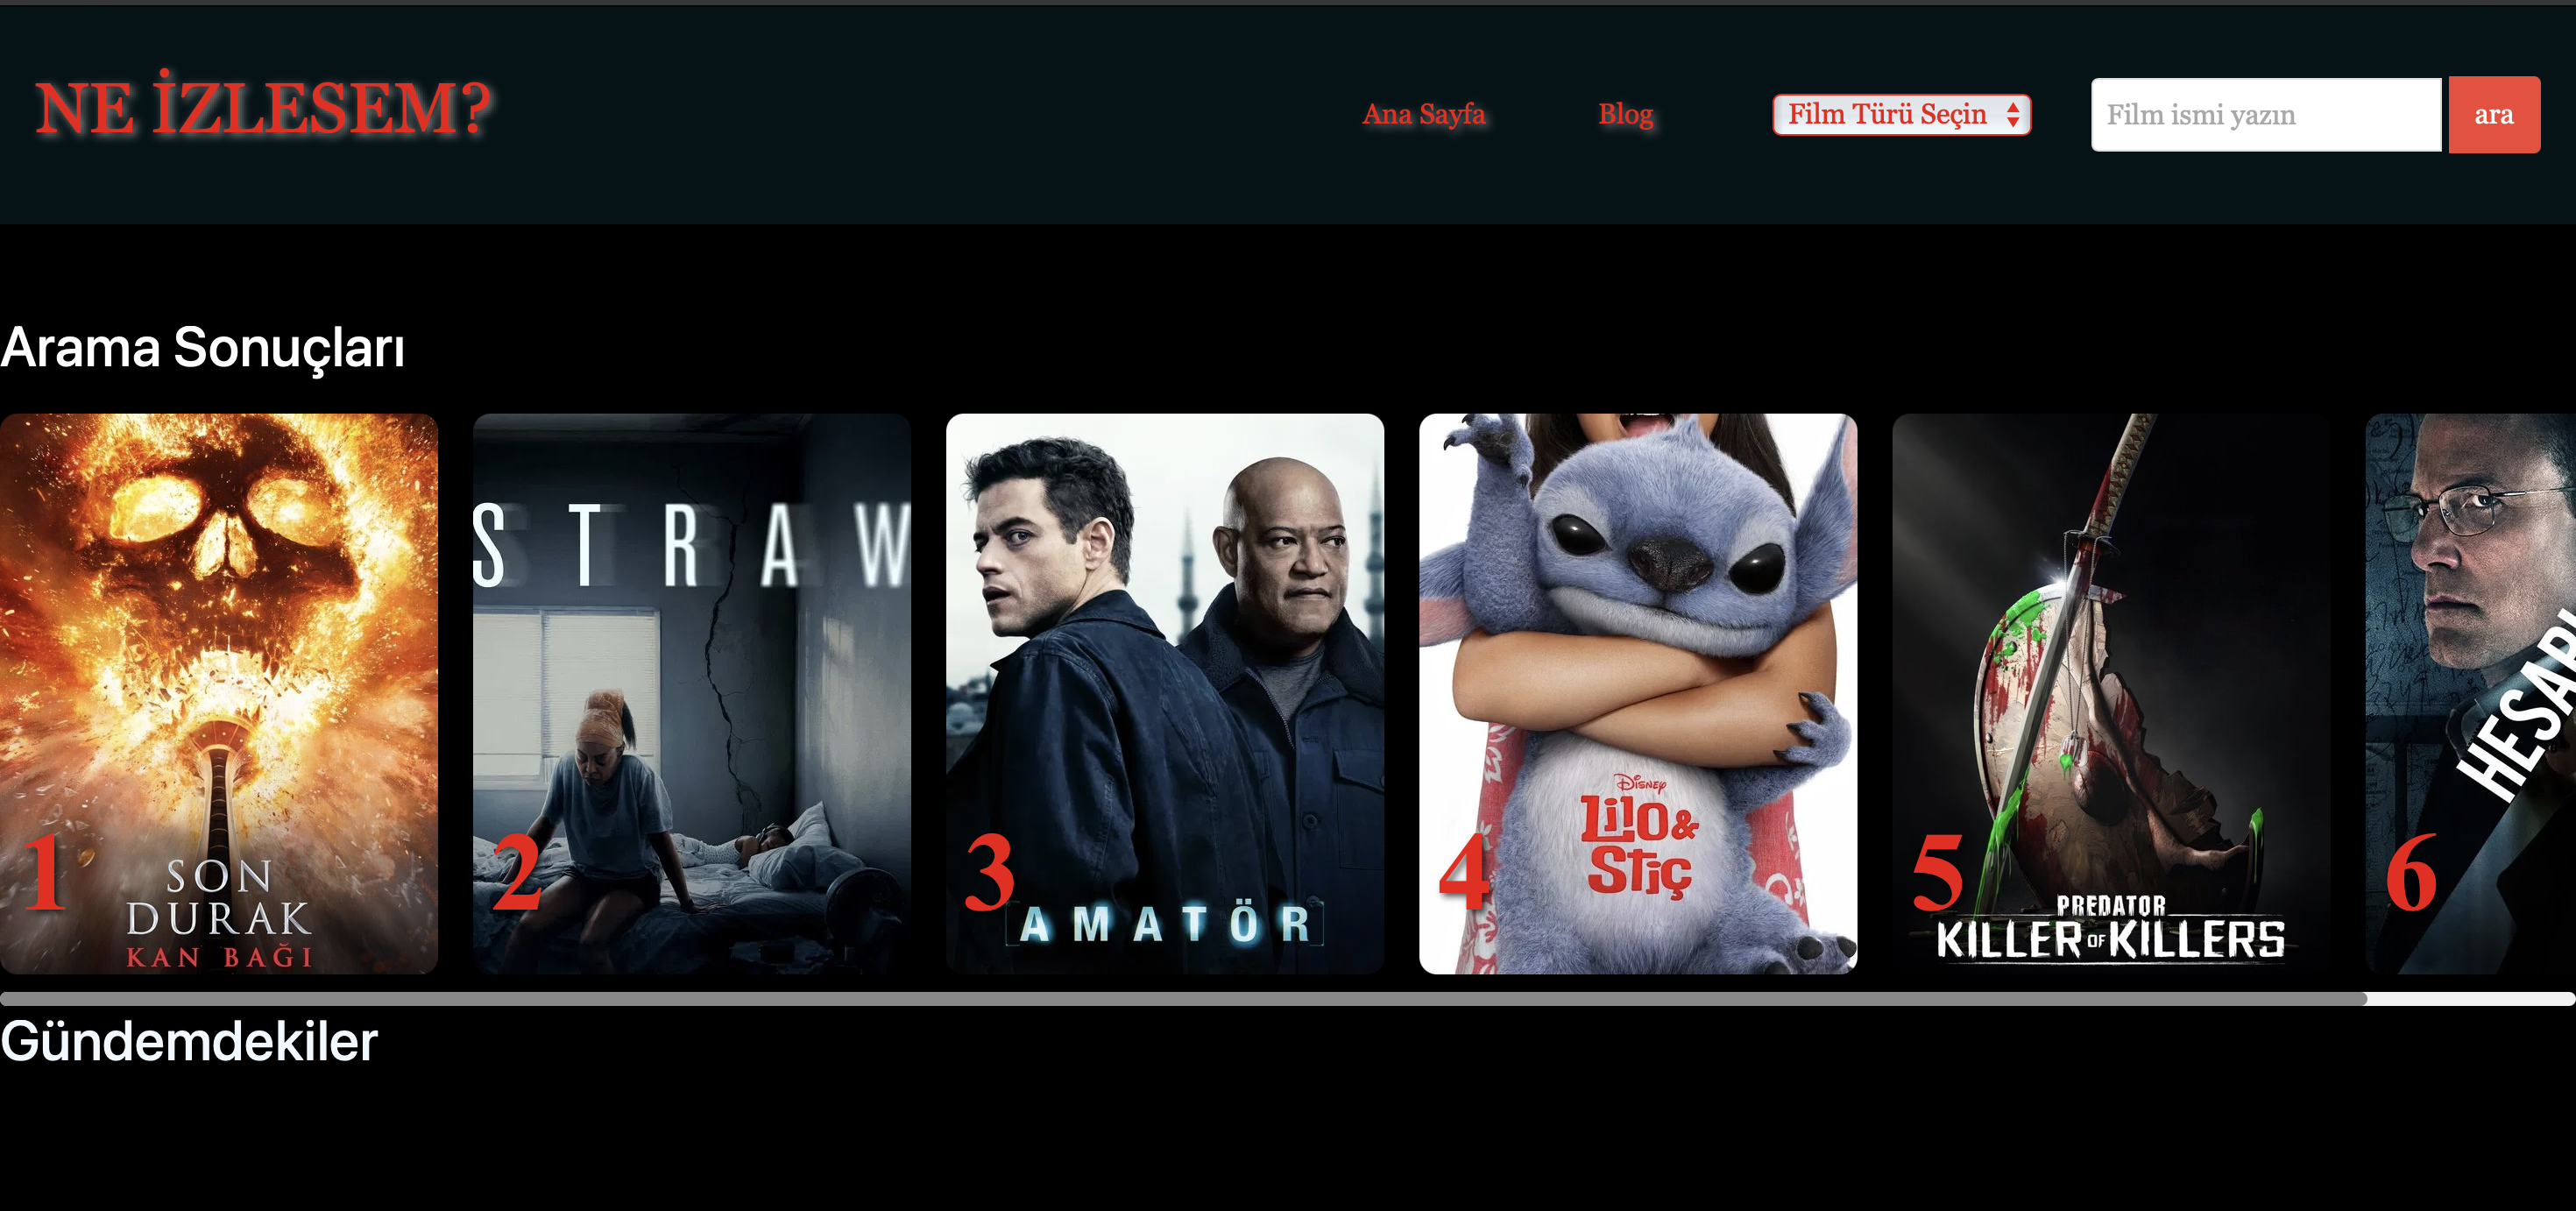 NE İZLESEM?
Ana Sayfa
Blog
Film Türü Seçin
Film ismi yazın
ara
Arama Sonuçları
1
SON
DURAK
KAN BAĞI
STRAW
2
3
AMATÖR
4
Disney
Lilo &
Stiç
5
PREDATOR
KILLER OF KILLERS
6
Gündemdekiler